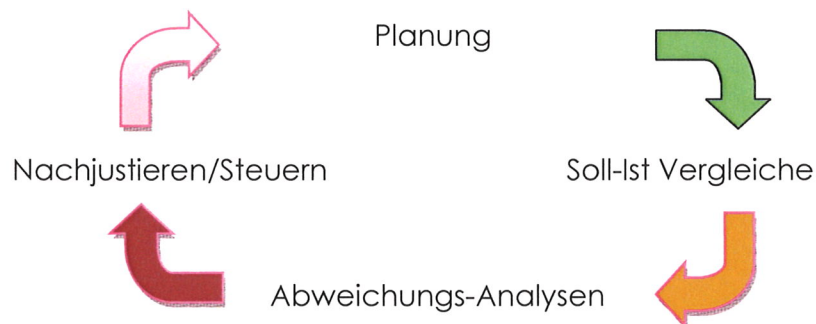 Planung
Nachjustieren/Steuern
Soll-Ist Vergleiche
Abweichungs-Analysen